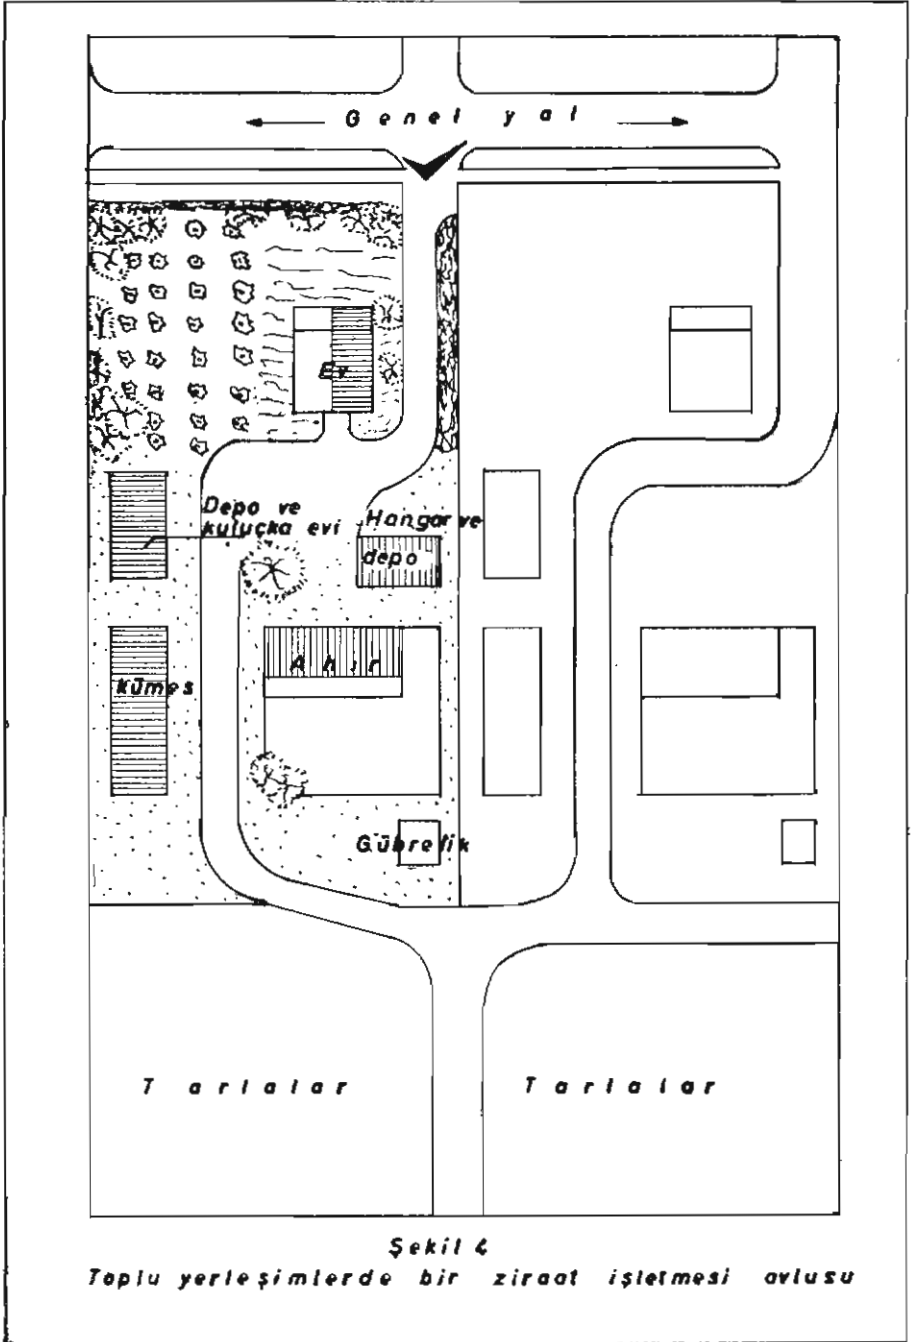 Genel yol
Ev
Depo ve
kuluçka evi
Hangar ve
depo
Ahır
Kümes
Gübrelik
Tarlalar
Tarlalar
Şekil 4
Toplu yerleşimlerde bir ziraat işletmesi avlusu